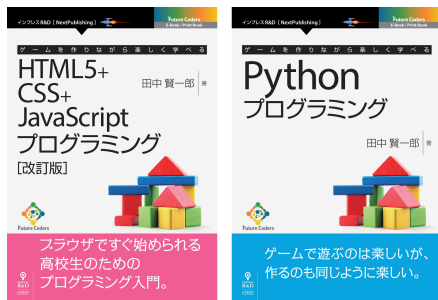 インプレスR&D［NextPublishing］
Future Coders
E-Book / Print Book
ゲームを作りながら楽しく学べる
HTML5+
CSS+
JavaScript
プログラミング
［改訂版］
田中 賢一郎 著
Future Coders
ブラウザですぐ始められる
高校生のための
プログラミング入門。
R&D
インプレスR&D［NextPublishing］
Future Coders
E-Book / Print Book
ゲームを作りながら楽しく学べる
Python
プログラミング
田中 賢一郎 著
Future Coders
ゲームで遊ぶのは楽しいが、
作るのも同じように楽しい。
R&D